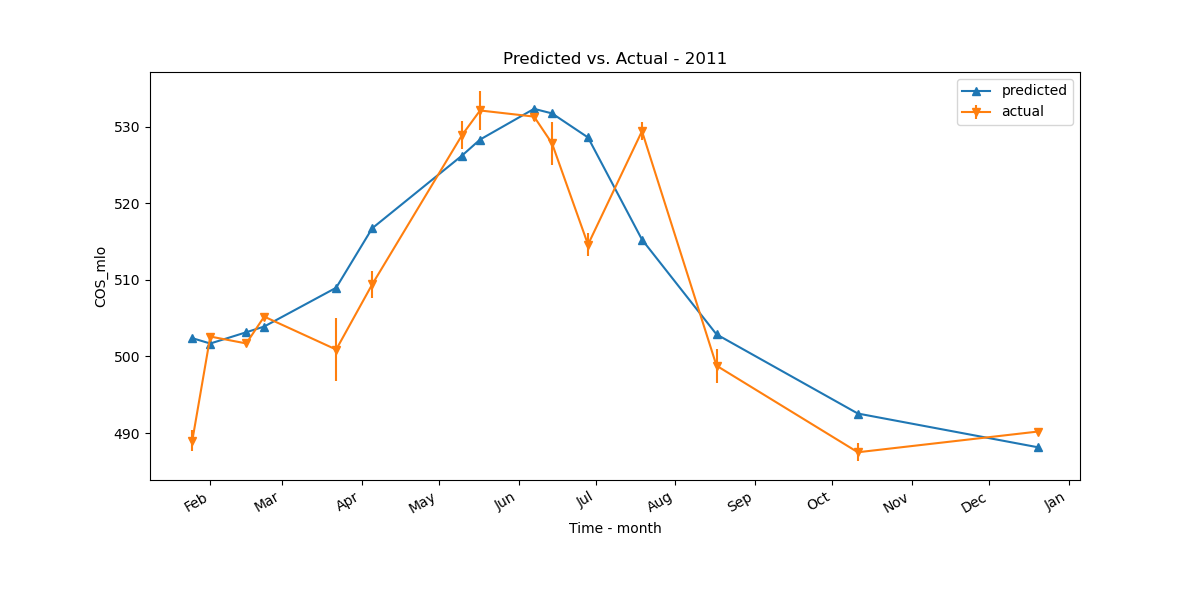 Predicted vs. Actual - 2011
predicted
actual
530
520
510
500
490
COS_mlo
Feb
Mar
Apr
May
Jun
Jul
Aug
Sep
Oct
Nov
Dec
Jan
Time - month